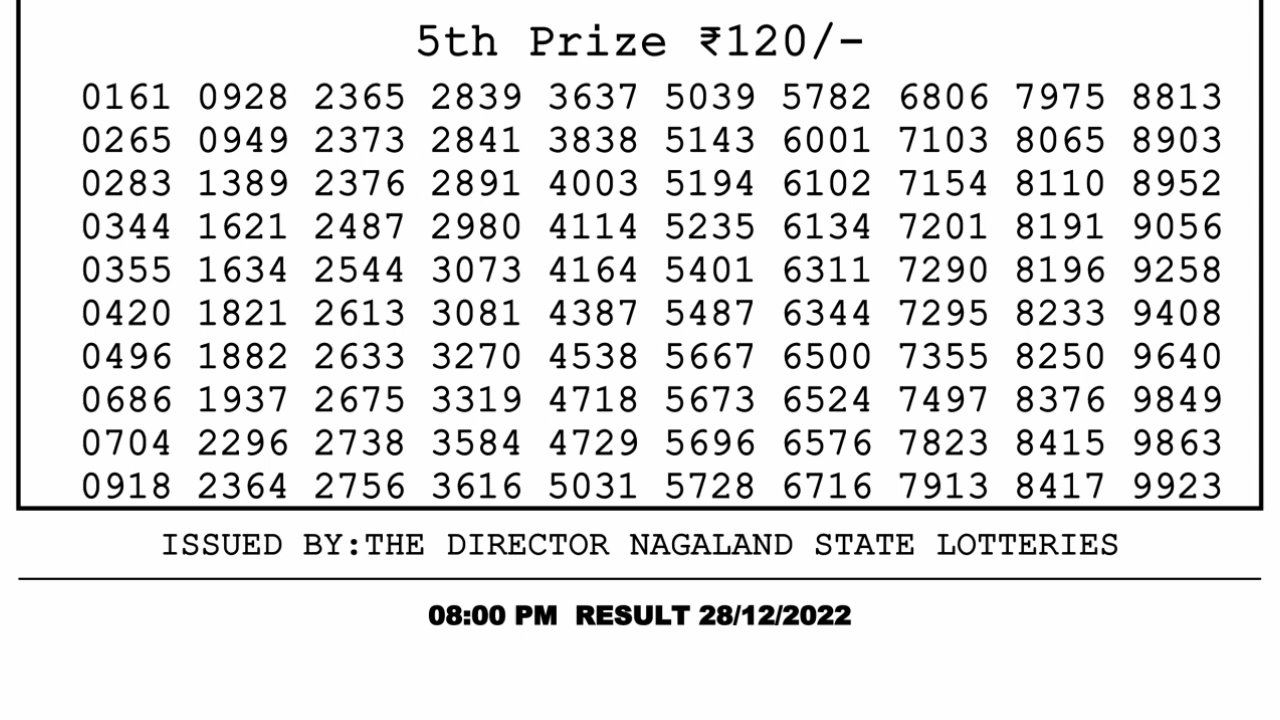 5th Prize ₹120/-
0161 0928 2365 2839 3637 5039 5782 6806 7975 8813
0265 0949 2373 2841 3838 5143 6001 7103 8065 8903
0283 1389 2376 2891 4003 5194 6102 7154 8110 8952
0344 1621 2487 2980 4114 5235 6134 7201 8191 9056
0355 1634 2544 3073 4164 5401 6311 7290 8196 9258
0420 1821 2613 3081 4387 5487 6344 7295 8233 9408
0496 1882 2633 3270 4538 5667 6500 7355 8250 9640
0686 1937 2675 3319 4718 5673 6524 7497 8376 9849
0704 2296 2738 3584 4729 5696 6576 7823 8415 9863
0918 2364 2756 3616 5031 5728 6716 7913 8417 9923
ISSUED BY:THE DIRECTOR NAGALAND STATE LOTTERIES
08:00 PM RESULT 28/12/2022